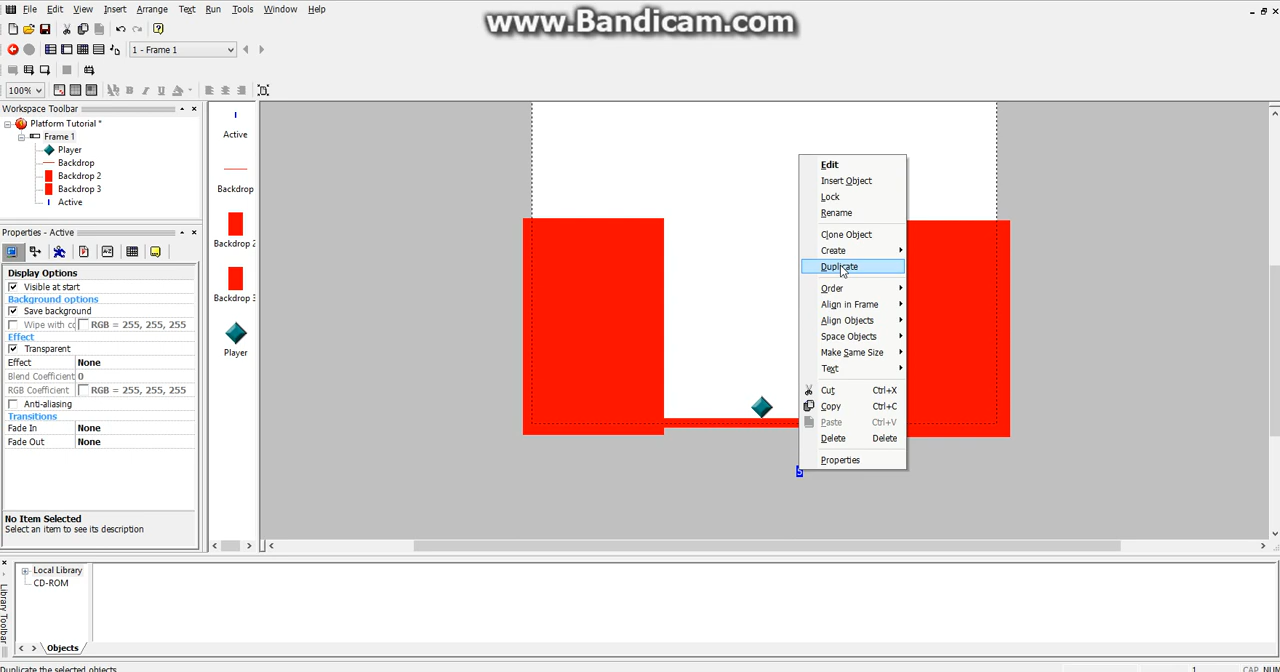 www.Bandicam.com
File Edit View Insert Arrange Text Run Tools Window Help
1 - Frame 1
100%
Workspace Toolbar
Platform Tutorial *
Frame 1
Player
Backdrop
Backdrop 2
Backdrop 3
Active
Properties - Active
Display Options
Visible at start
Background options
Save background
RGB = 255, 255, 255
Effect
Transparent
Effect None
Blend Coefficient 0
RGB Coefficient RGB = 255, 255, 255
Anti-aliasing
Transitions
Fade In None
Fade Out None
No Item Selected
Select an item to see its description
Active
Backdrop
Backdrop 2
Backdrop 3
Player
Edit
Insert Object
Lock
Rename
Clone Object
Create
Duplicate
Order
Align in Frame
Align Objects
Space Objects
Make Same Size
Text
Cut Ctrl+X
Copy Ctrl+C
Paste Ctrl+V
Delete Delete
Properties
Local Library
CD-ROM
Library Toolbar
Objects
Duplicate the selected objects
1 CAP NUM